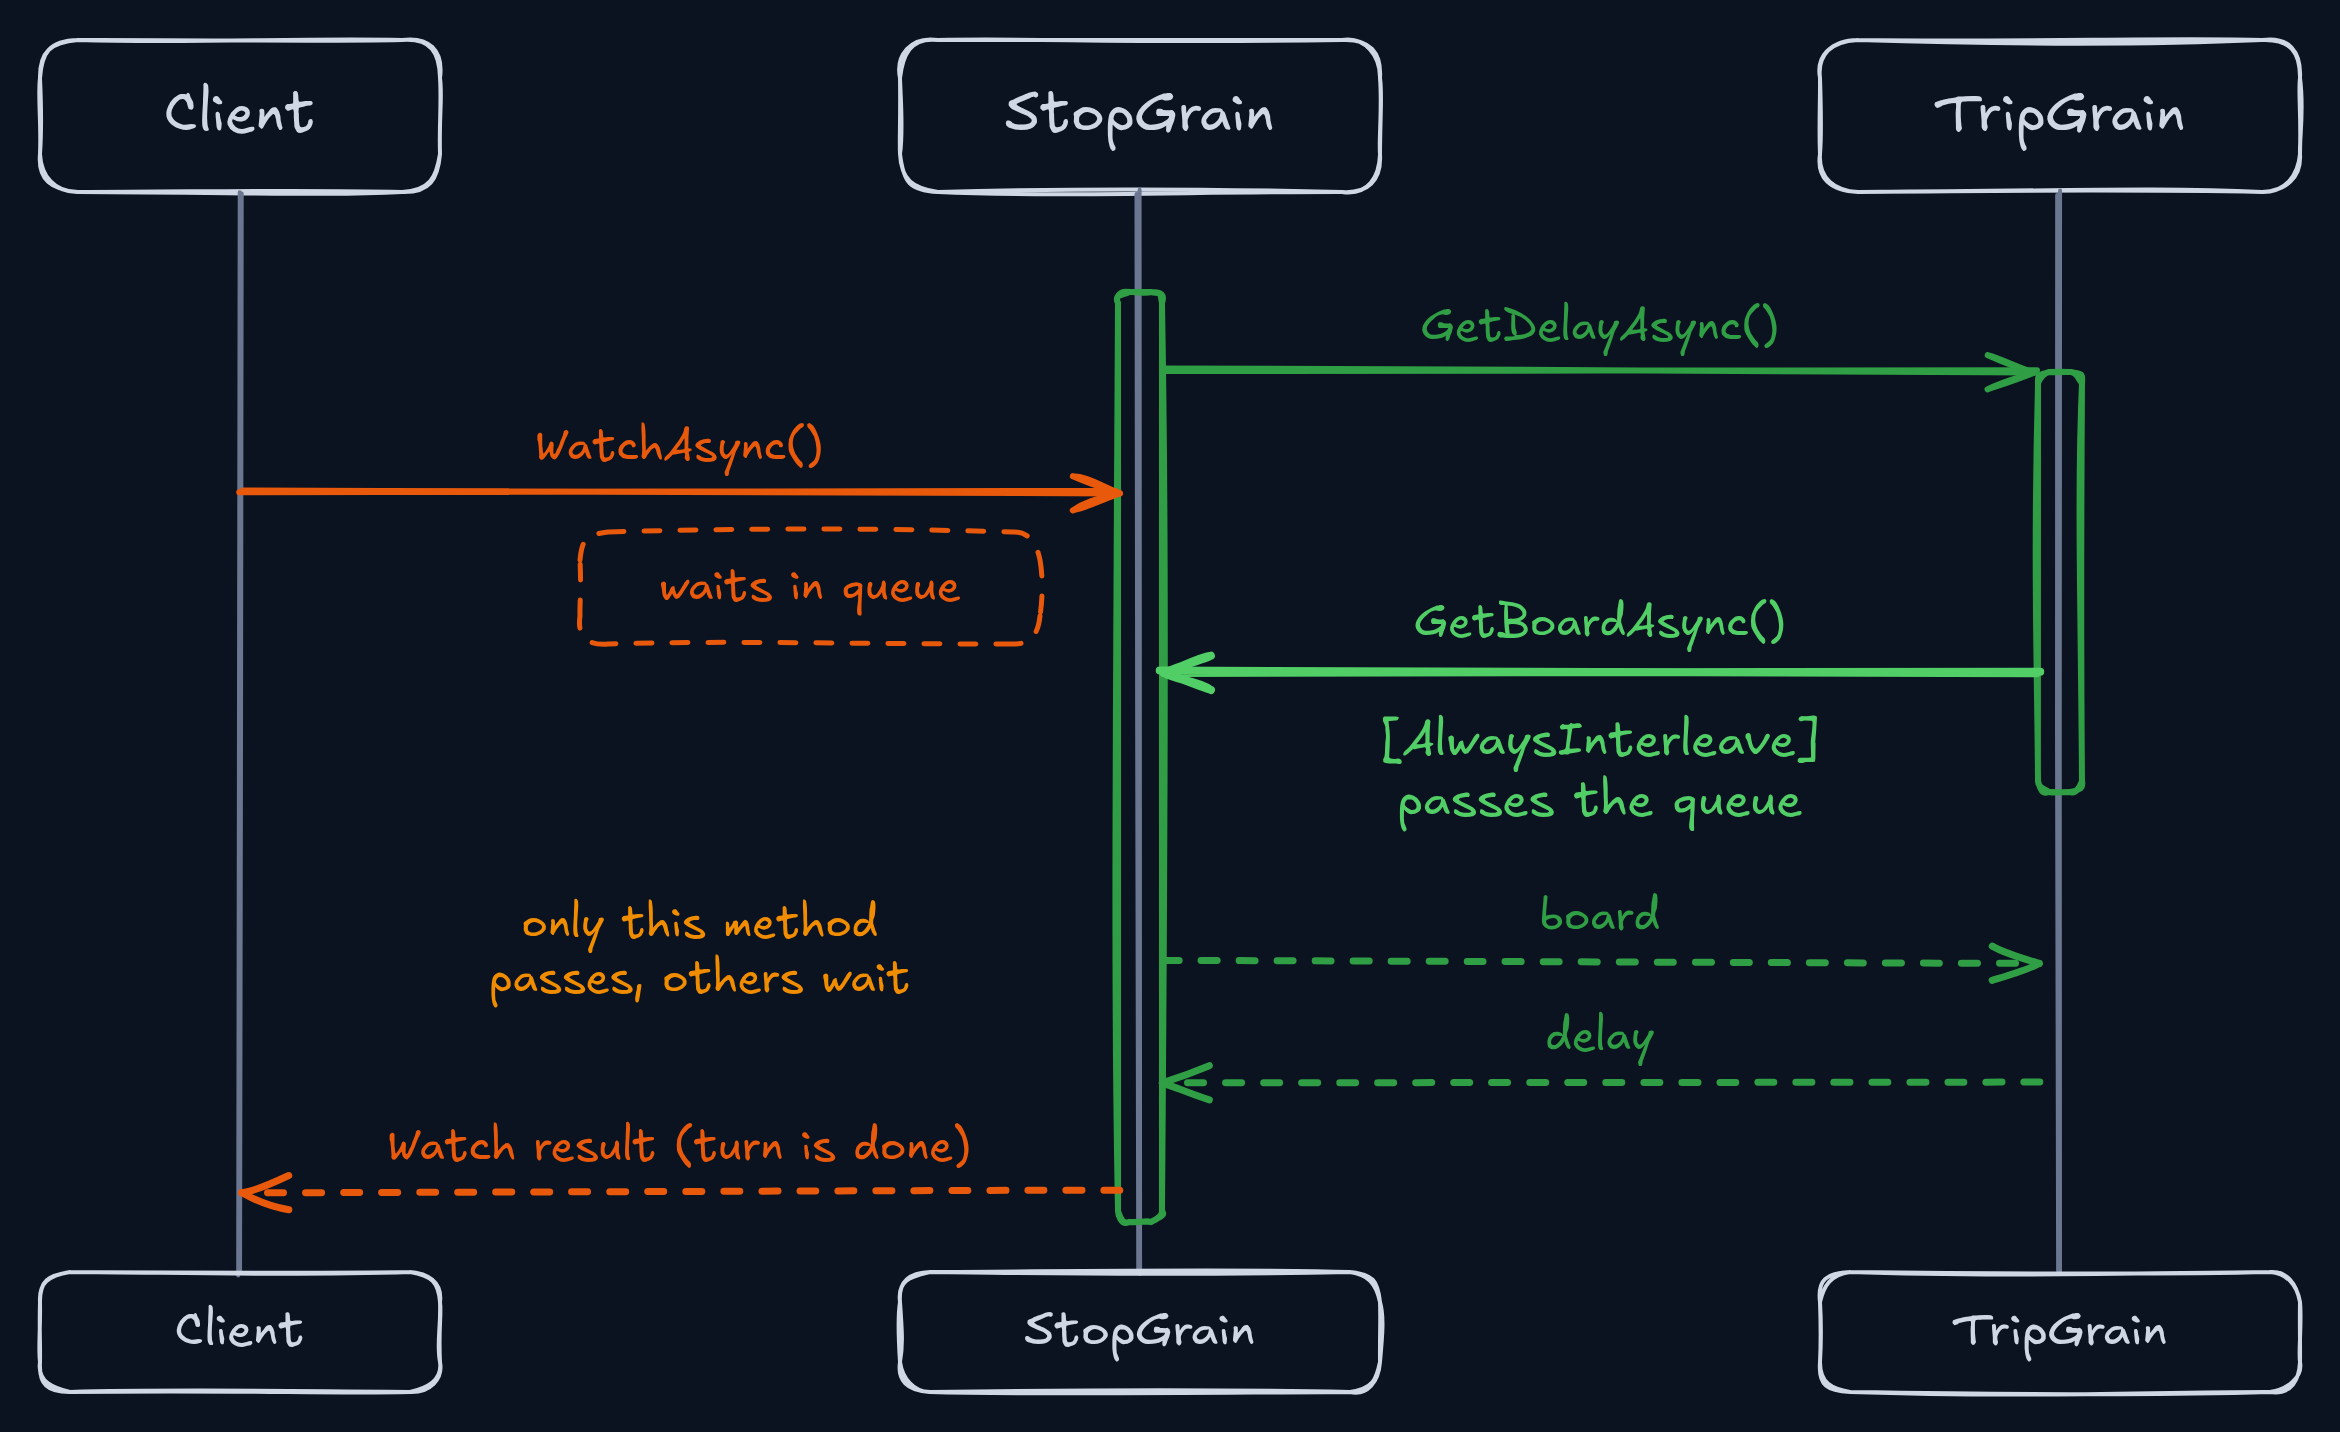 Client
StopGrain
TripGrain
GetDelayAsync()
WatchAsync()
waits in queue
GetBoardAsync()
[AlwaysInterleave]
passes the queue
board
only this method
passes, others wait
delay
Watch result (turn is done)
Client
StopGrain
TripGrain